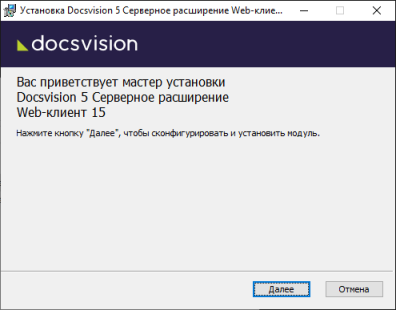 Установка Docsvision 5 Серверное расширение Web-клие...
docsvision
Вас приветствует мастер установки
Docsvision 5 Серверное расширение
Web-клиент 15
Нажмите кнопку "Далее", чтобы сконфигурировать и установить модуль.
Далее
Отмена